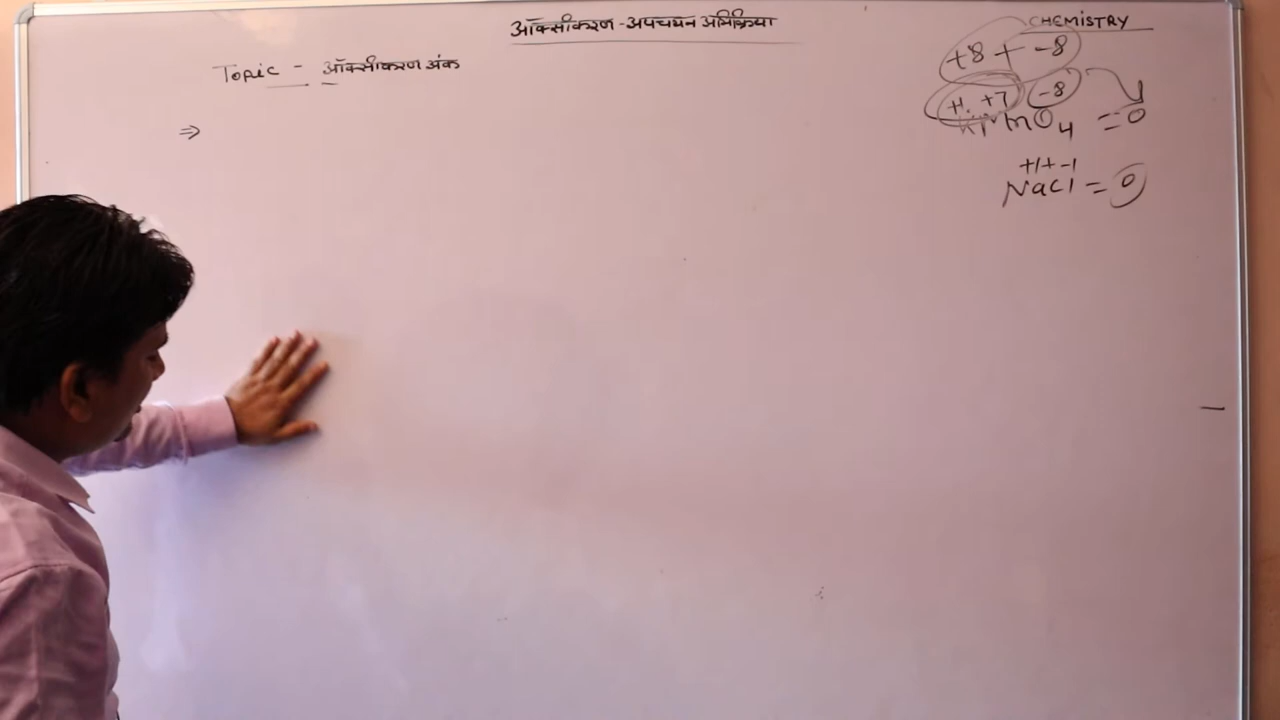 ऑक्सीकरण-अपचयन अभिक्रिया
CHEMISTRY
Topic - ऑक्सीकरण अंक
+8 + -8
+1 +7 -8
KMnO4 = 0
⇒
+1 + -1
NaCl = 0